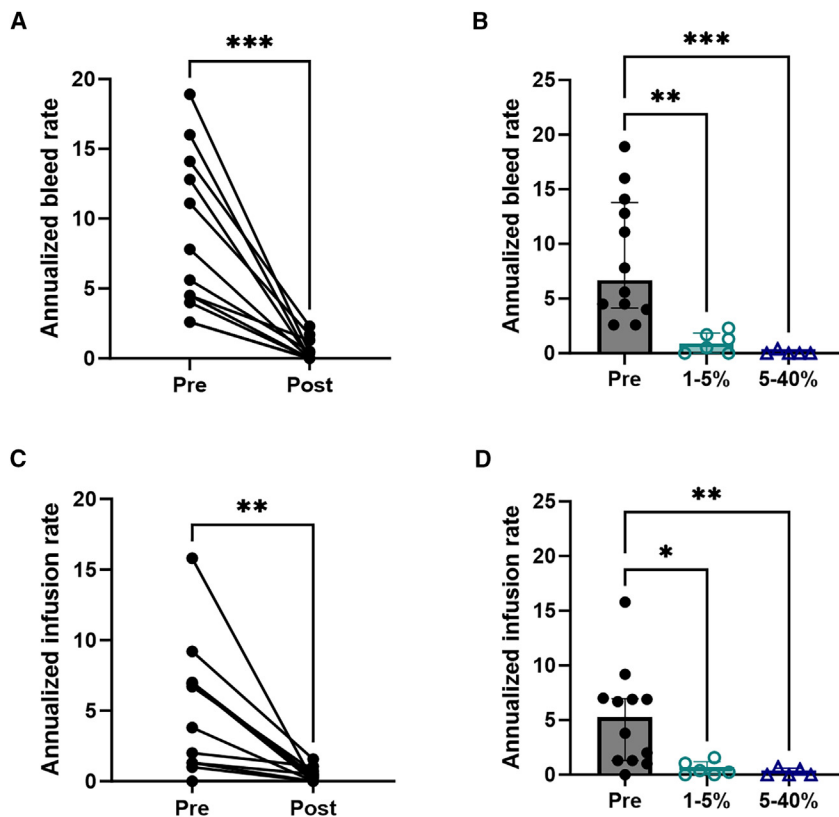 A
***
Annualized bleed rate
20
15
10
5
0
Pre Post
B
***
**
Annualized bleed rate
25
20
15
10
5
0
Pre 1-5% 5-40%
C
**
Annualized infusion rate
20
15
10
5
0
Pre Post
D
**
*
Annualized infusion rate
25
20
15
10
5
0
Pre 1-5% 5-40%